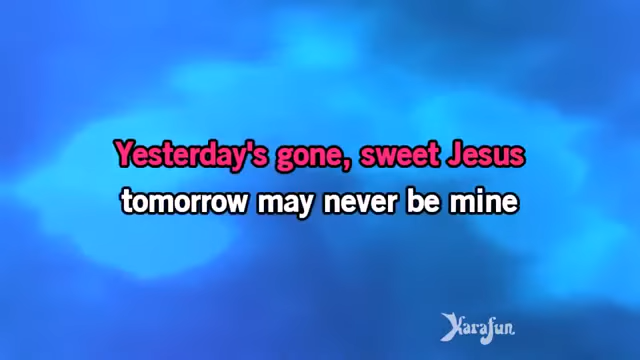 Yesterday's gone, sweet Jesus
tomorrow may never be mine
Karafun